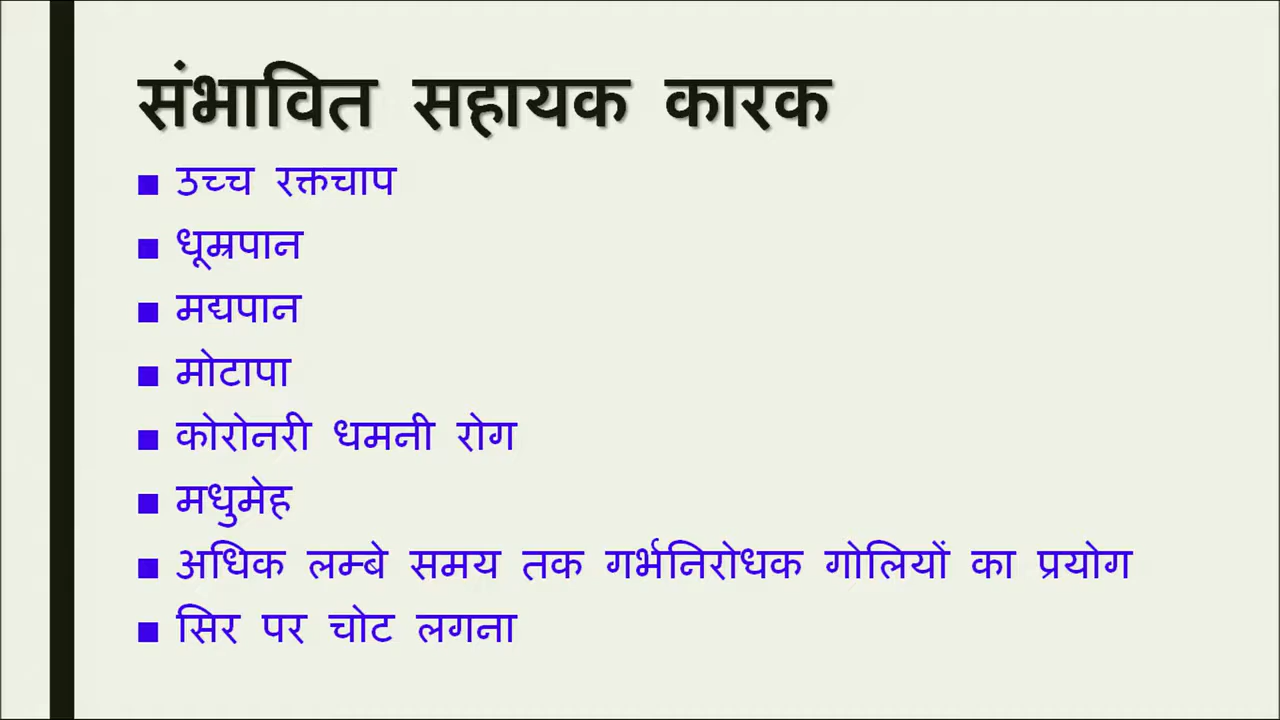 संभावित सहायक कारक
उच्च रक्तचाप
धूम्रपान
मद्यपान
मोटापा
कोरोनरी धमनी रोग
मधुमेह
अधिक लम्बे समय तक गर्भनिरोधक गोलियों का प्रयोग
सिर पर चोट लगना